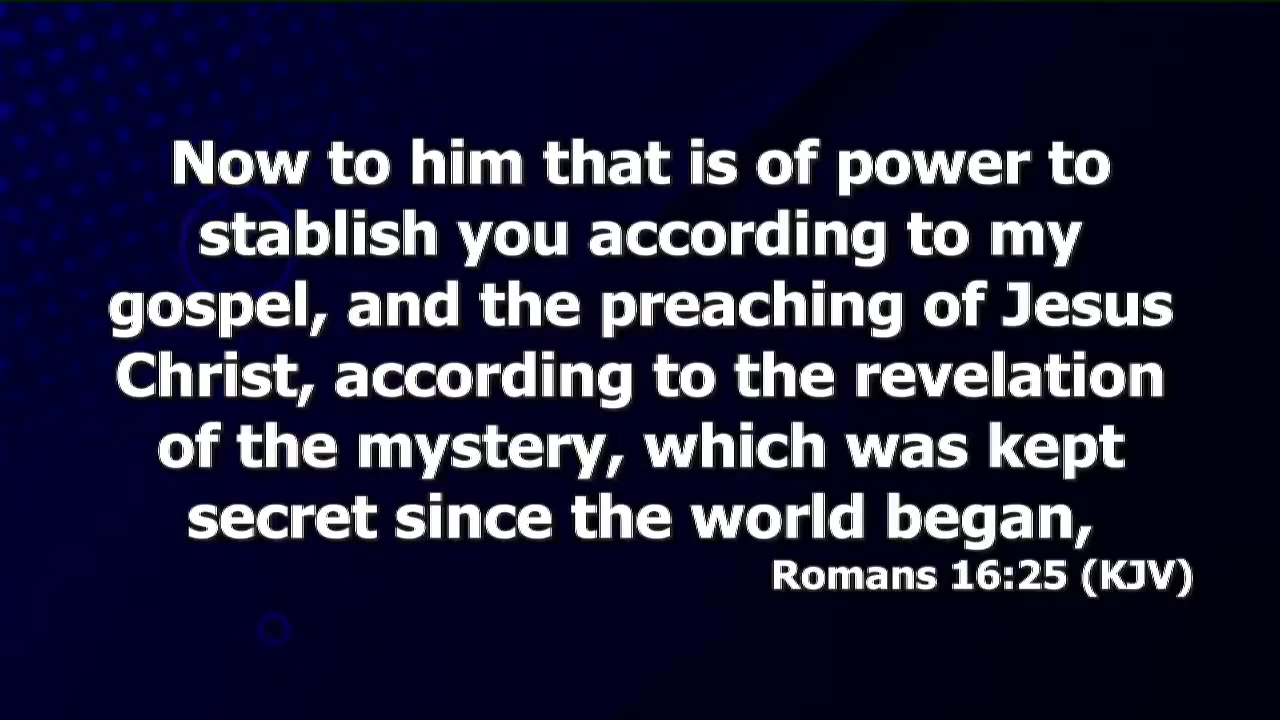 Now to him that is of power to
stablish you according to my
gospel, and the preaching of Jesus
Christ, according to the revelation
of the mystery, which was kept
secret since the world began,
Romans 16:25 (KJV)